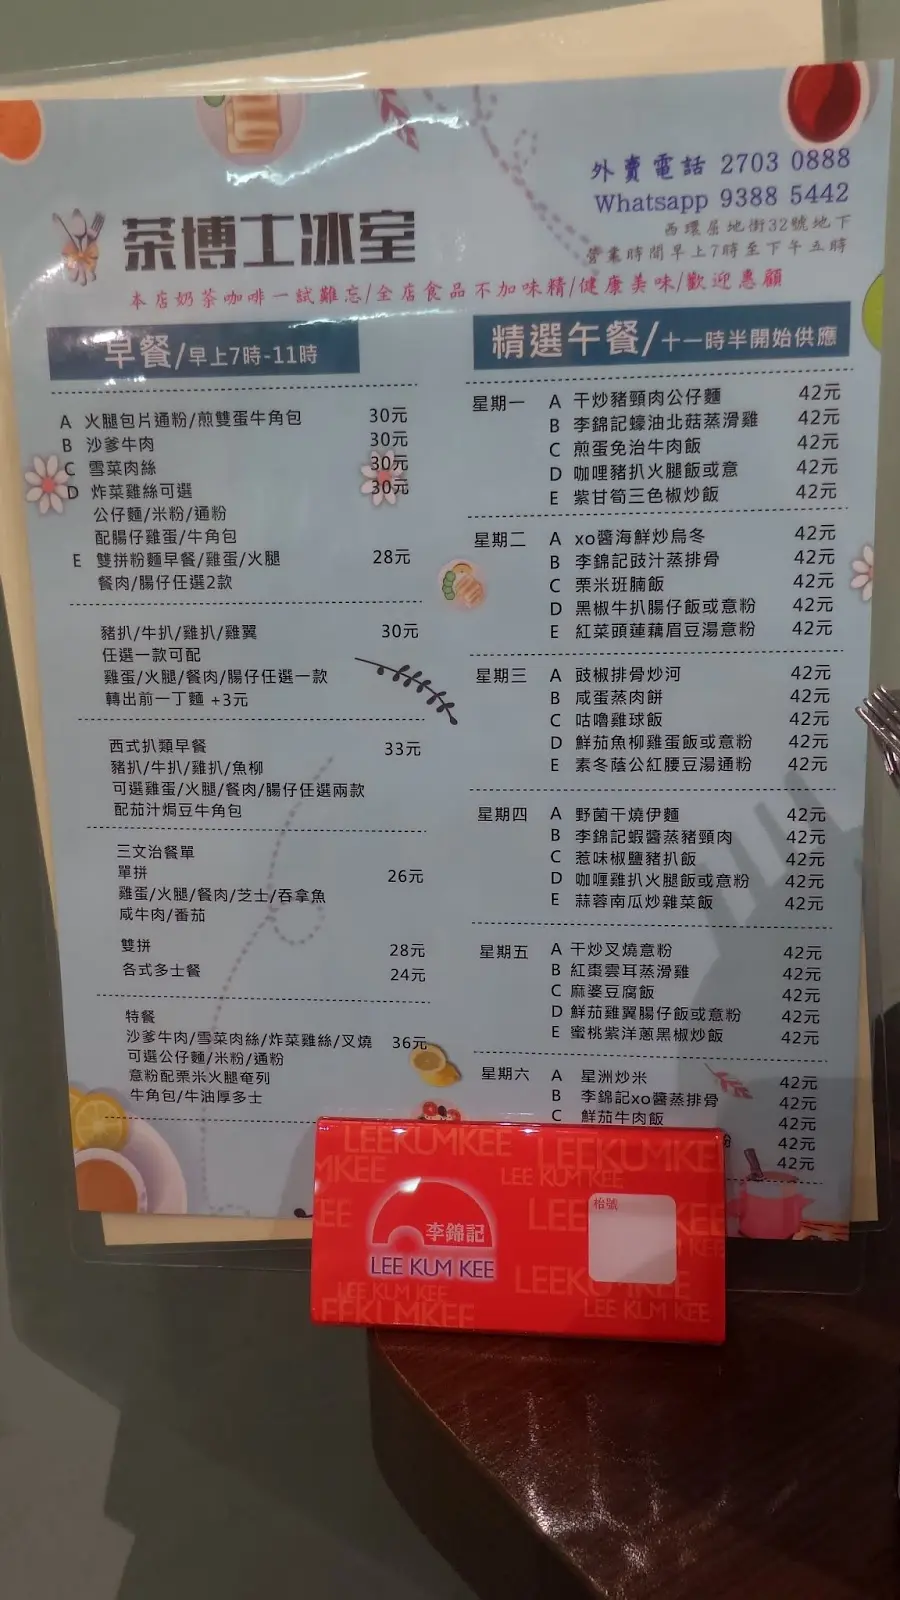 外賣電話 2703 0888
Whatsapp 9388 5442
西環屈地街32號地下
營業時間早上7時至下午五時
茶博士冰室
本店奶茶咖啡一試難忘/全店食品不加味精/健康美味/歡迎惠顧
早餐/早上7時-11時
A 火腿包片通粉/煎雙蛋牛角包 30元
B 沙爹牛肉 30元
C 雪菜肉絲 30元
D 炸菜雞絲可選 30元
公仔麵/米粉/通粉
配腸仔雞蛋/牛角包
E 雙拼粉麵早餐/雞蛋/火腿 28元
餐肉/腸仔任選2款
豬扒/牛扒/雞扒/雞翼 30元
任選一款可配
雞蛋/火腿/餐肉/腸仔任選一款
轉出前一丁麵 +3元
西式扒類早餐 33元
豬扒/牛扒/雞扒/魚柳
可選雞蛋/火腿/餐肉/腸仔任選兩款
配茄汁焗豆牛角包
三文治餐單
單拼 26元
雞蛋/火腿/餐肉/芝士/吞拿魚
咸牛肉/番茄
雙拼 28元
各式多士餐 24元
特餐
沙爹牛肉/雪菜肉絲/炸菜雞絲/叉燒 36元
可選公仔麵/米粉/通粉
意粉配栗米火腿奄列
牛角包/牛油厚多士
精選午餐/十一時半開始供應
星期一 A 干炒豬頸肉公仔麵 42元
B 李錦記蠔油北菇蒸滑雞 42元
C 煎蛋免治牛肉飯 42元
D 咖哩豬扒火腿飯或意 42元
E 紫甘筍三色椒炒飯 42元
星期二 A xo醬海鮮炒烏冬 42元
B 李錦記豉汁蒸排骨 42元
C 栗米班腩飯 42元
D 黑椒牛扒腸仔飯或意粉 42元
E 紅菜頭蓮藕眉豆湯意粉 42元
星期三 A 豉椒排骨炒河 42元
B 咸蛋蒸肉餅 42元
C 咕嚕雞球飯 42元
D 鮮茄魚柳雞蛋飯或意粉 42元
E 素冬蔭公紅腰豆湯通粉 42元
星期四 A 野菌干燒伊麵 42元
B 李錦記蝦醬蒸豬頸肉 42元
C 惹味椒鹽豬扒飯 42元
D 咖喱雞扒火腿飯或意粉 42元
E 蒜蓉南瓜炒雜菜飯 42元
星期五 A 干炒叉燒意粉 42元
B 紅棗雲耳蒸滑雞 42元
C 麻婆豆腐飯 42元
D 鮮茄雞翼腸仔飯或意粉 42元
E 蜜桃紫洋蔥黑椒炒飯 42元
星期六 A 星洲炒米 42元
B 李錦記xo醬蒸排骨 42元
C 鮮茄牛肉飯 42元
粉 42元
42元
李錦記
LEE KUM KEE
枱號
LEE KUM KEE
LEE KUM KEE
LEE KUM KEE
LEE KUM KEE